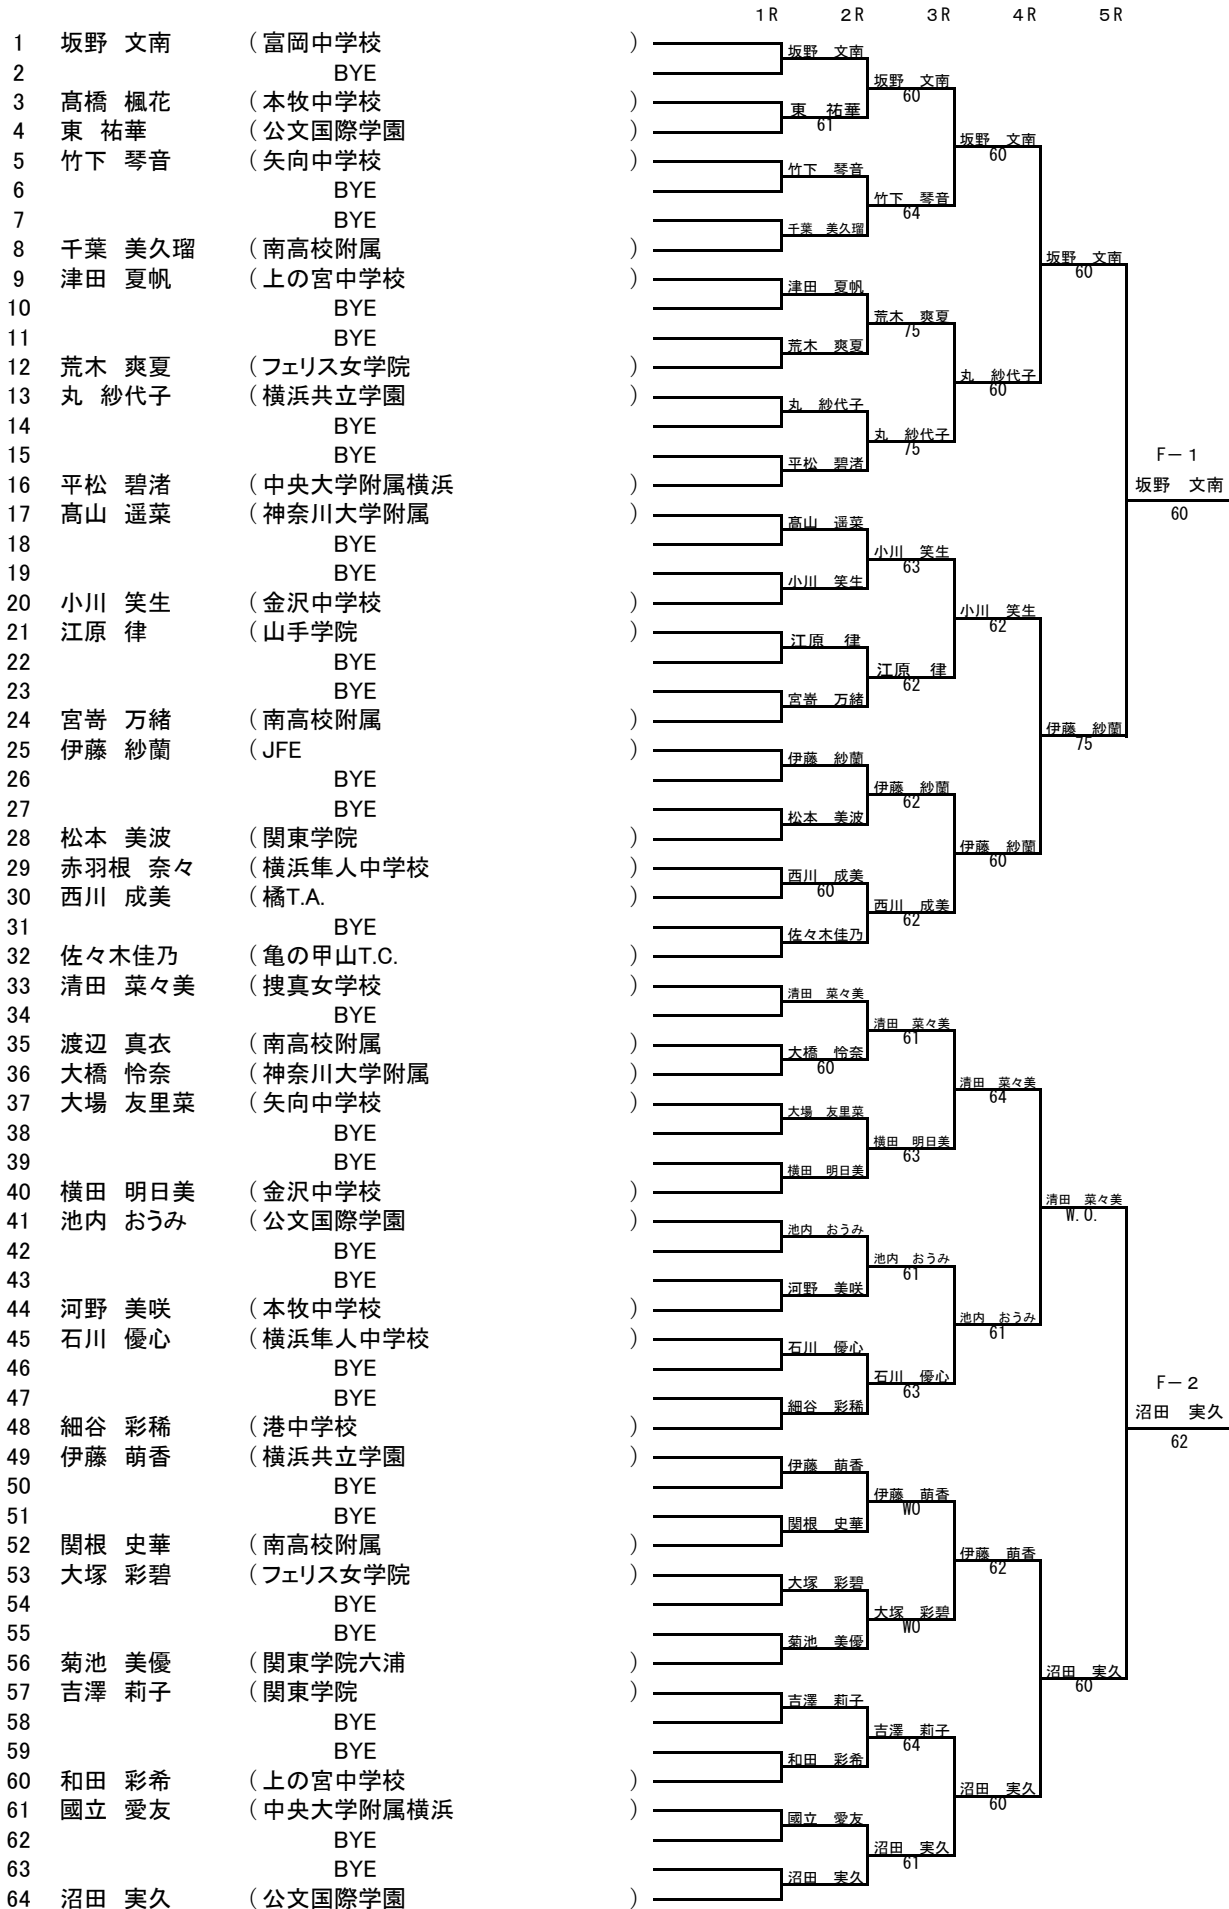 1R 2R 3R 4R 5R
1 坂野 文南 (富岡中学校 )
2 BYE
3 髙橋 楓花 (本牧中学校 )
4 東 祐華 (公文国際学園 )
5 竹下 琴音 (矢向中学校 )
6 BYE
7 BYE
8 千葉 美久瑠 (南高校附属 )
9 津田 夏帆 (上の宮中学校 )
10 BYE
11 BYE
12 荒木 爽夏 (フェリス女学院 )
13 丸 紗代子 (横浜共立学園 )
14 BYE
15 BYE
16 平松 碧渚 (中央大学附属横浜 )
17 髙山 遥菜 (神奈川大学附属 )
18 BYE
19 BYE
20 小川 笑生 (金沢中学校 )
21 江原 律 (山手学院 )
22 BYE
23 BYE
24 宮嵜 万緒 (南高校附属 )
25 伊藤 紗蘭 (JFE )
26 BYE
27 BYE
28 松本 美波 (関東学院 )
29 赤羽根 奈々 (横浜隼人中学校 )
30 西川 成美 (橘T.A. )
31 BYE
32 佐々木佳乃 (亀の甲山T.C. )
33 清田 菜々美 (捜真女学校 )
34 BYE
35 渡辺 真衣 (南高校附属 )
36 大橋 怜奈 (神奈川大学附属 )
37 大場 友里菜 (矢向中学校 )
38 BYE
39 BYE
40 横田 明日美 (金沢中学校 )
41 池内 おうみ (公文国際学園 )
42 BYE
43 BYE
44 河野 美咲 (本牧中学校 )
45 石川 優心 (横浜隼人中学校 )
46 BYE
47 BYE
48 細谷 彩稀 (港中学校 )
49 伊藤 萌香 (横浜共立学園 )
50 BYE
51 BYE
52 関根 史華 (南高校附属 )
53 大塚 彩碧 (フェリス女学院 )
54 BYE
55 BYE
56 菊池 美優 (関東学院六浦 )
57 吉澤 莉子 (関東学院 )
58 BYE
59 BYE
60 和田 彩希 (上の宮中学校 )
61 國立 愛友 (中央大学附属横浜 )
62 BYE
63 BYE
64 沼田 実久 (公文国際学園 )
坂野 文南
東 祐華
61
竹下 琴音
千葉 美久瑠
津田 夏帆
荒木 爽夏
丸 紗代子
平松 碧渚
髙山 遥菜
小川 笑生
江原 律
宮嵜 万緒
伊藤 紗蘭
松本 美波
西川 成美
60
佐々木佳乃
清田 菜々美
大橋 怜奈
60
大場 友里菜
横田 明日美
池内 おうみ
河野 美咲
石川 優心
細谷 彩稀
伊藤 萌香
関根 史華
大塚 彩碧
菊池 美優
吉澤 莉子
和田 彩希
國立 愛友
沼田 実久
坂野 文南
60
竹下 琴音
64
荒木 爽夏
75
丸 紗代子
75
小川 笑生
63
江原 律
62
伊藤 紗蘭
62
西川 成美
62
清田 菜々美
61
横田 明日美
63
池内 おうみ
61
石川 優心
63
伊藤 萌香
WO
大塚 彩碧
WO
吉澤 莉子
64
沼田 実久
61
坂野 文南
60
丸 紗代子
60
小川 笑生
62
伊藤 紗蘭
60
清田 菜々美
64
池内 おうみ
61
伊藤 萌香
62
沼田 実久
60
坂野 文南
60
伊藤 紗蘭
75
清田 菜々美
W.O.
沼田 実久
60
F－1
坂野 文南
60
F－2
沼田 実久
62